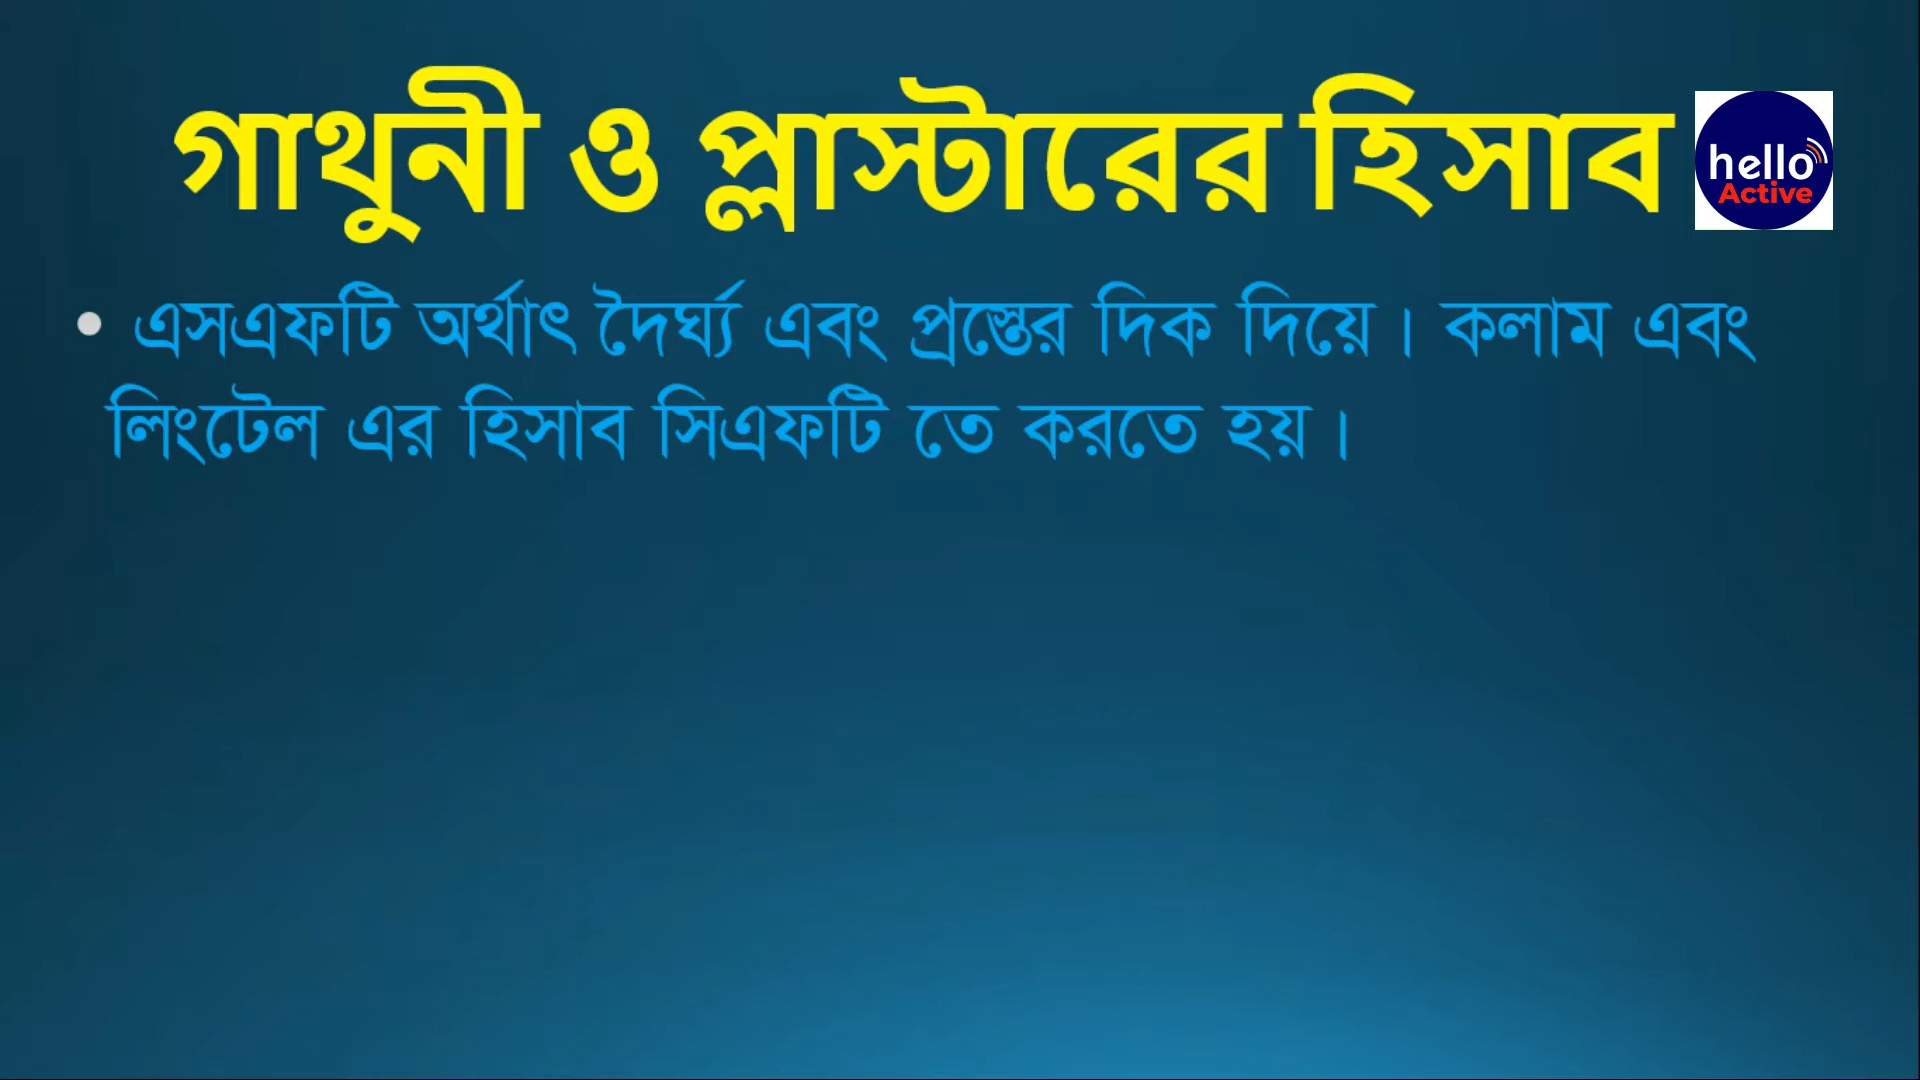 গাথুনী ও প্লাস্টারের হিসাব
hello
Active
• এসএফটি অর্থাৎ দৈর্ঘ্য এবং প্রস্তের দিক দিয়ে। কলাম এবং
লিংটেল এর হিসাব সিএফটি তে করতে হয়।